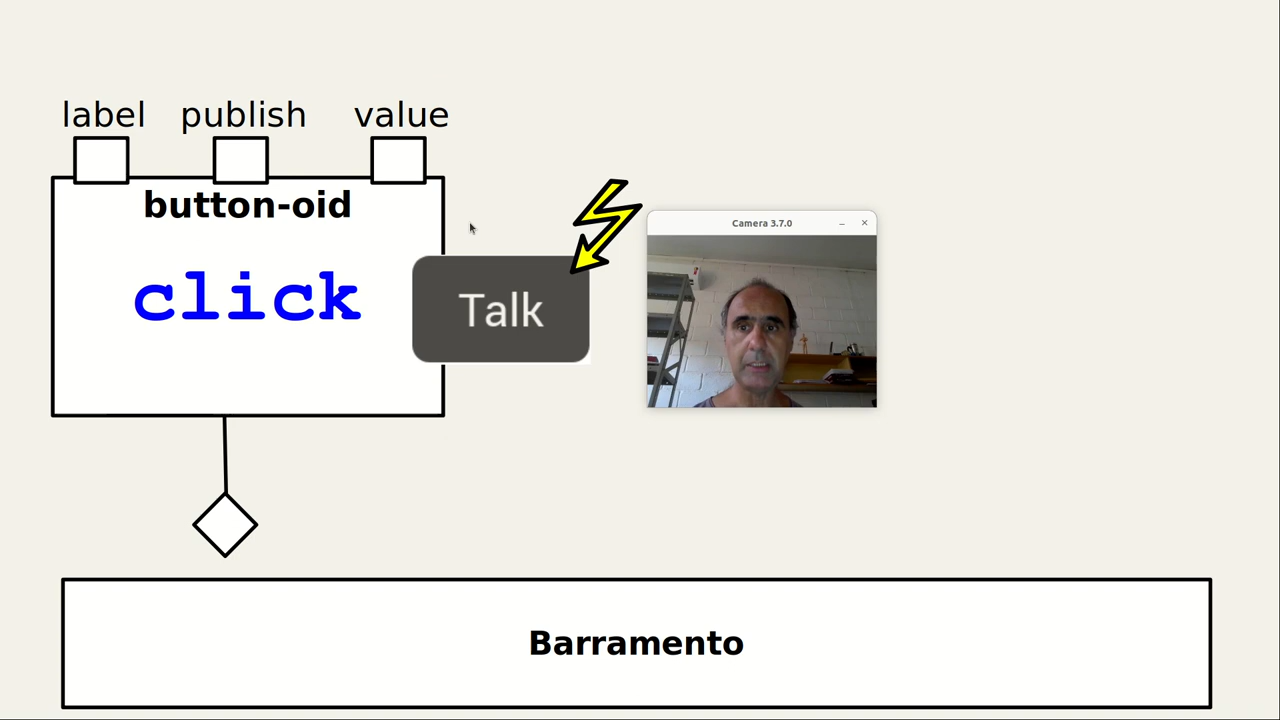 label publish value
button-oid
click
Talk
Camera 3.7.0
Barramento